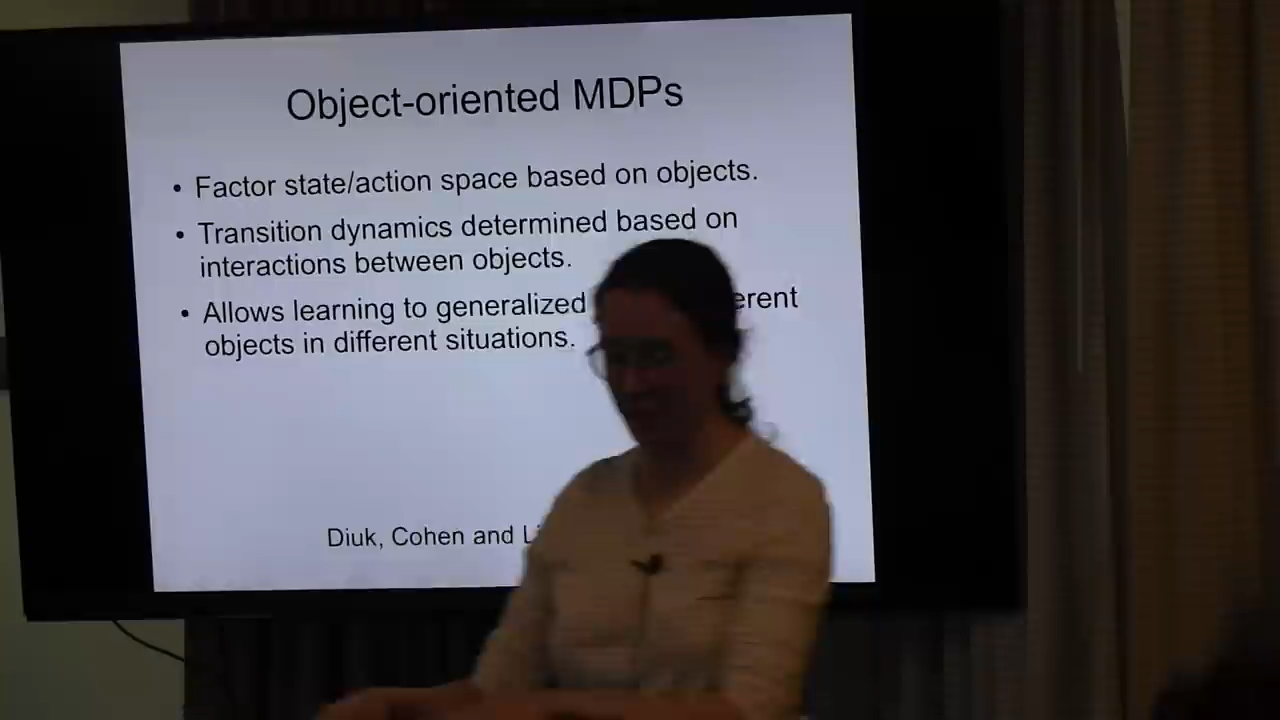 Object-oriented MDPs
• Factor state/action space based on objects.
• Transition dynamics determined based on
interactions between objects.
• Allows learning to generalized
objects in different situations.
Diuk, Cohen and